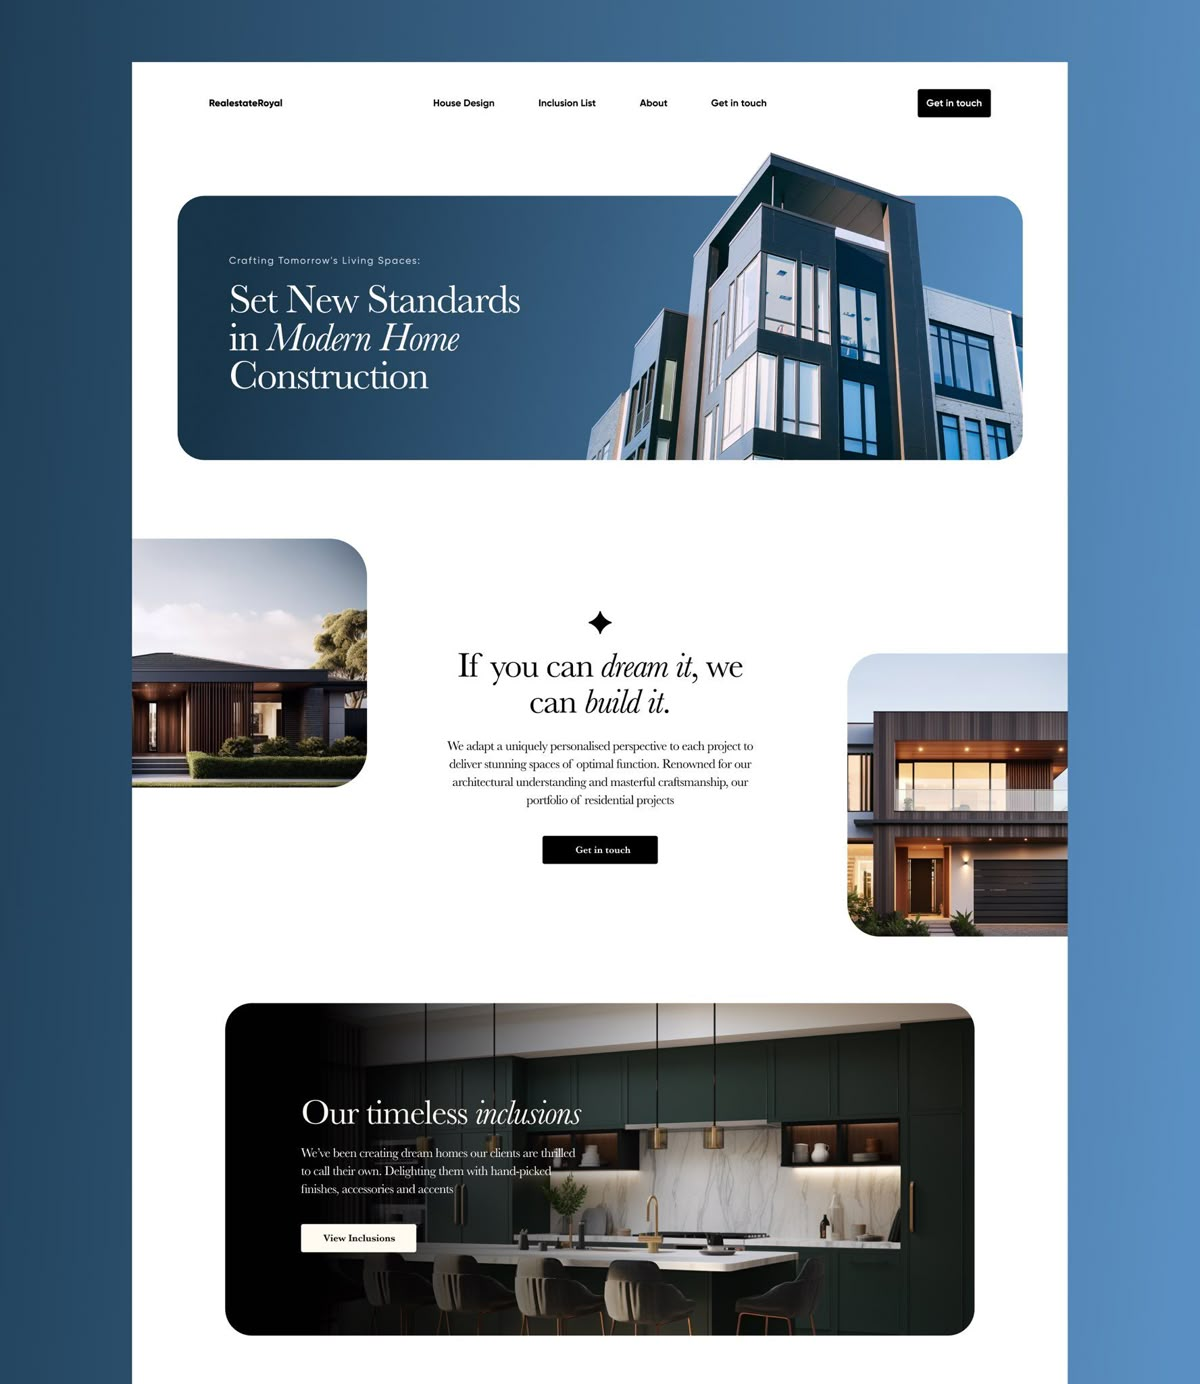 RealestateRoyal
House Design
Inclusion List
About
Get in touch
Get in touch
Crafting Tomorrow's Living Spaces:
Set New Standards
in Modern Home
Construction
If you can dream it, we
can build it.
We adapt a uniquely personalised perspective to each project to
deliver stunning spaces of optimal function. Renowned for our
architectural understanding and masterful craftsmanship, our
portfolio of residential projects
Get in touch
Our timeless inclusions
We've been creating dream homes our clients are thrilled
to call their own. Delighting them with hand-picked
finishes, accessories and accents
View Inclusions